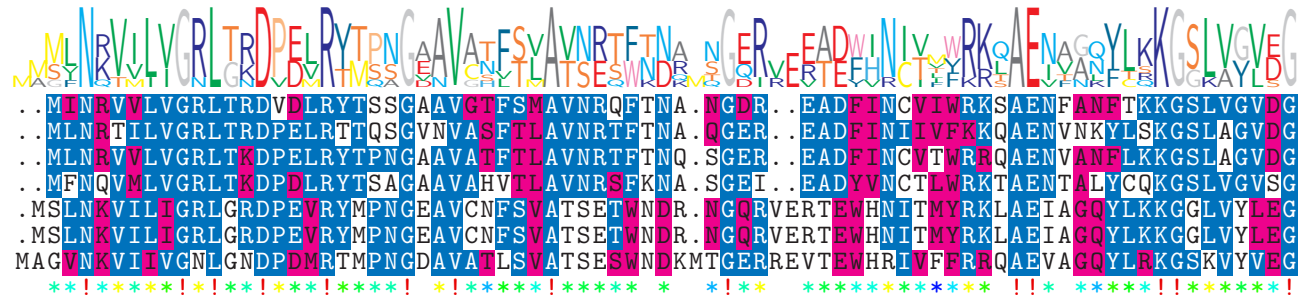 ..MINRVVLVGRLTRDVDLRYTSSGAAVGTFSMAVNRQFTNA.NGDR..EADFINCVIWRKSAENFANFTKKGSLVGVDG
..MLNRTILVGRLTRDPELRTTQSGVNVASFTLAVNRTFTNA.QGER..EADFINIIVFKKQAENVNKYLSKGSLAGVDG
..MLNRVVLVGRLTKDPELRYTPNGAAVATFTLAVNRTFTNQ.SGER..EADFINCVTWRRQAENVANFLKKGSLAGVDG
..MFNQVMLVGRLTKDPDLRYTSAGAAVAHVTLAVNRSFKNA.SGEI..EADYVNCTLWRKTAENTALYCQKGSLVGVSG
.MSLNKVILIGRLGRDPEVRYMPNGEAVCNFSVATSETWNDR.NGQRVERTEWHNITMYRKLAEIAGQYLKKGGLVYLEG
.MSLNKVILIGRLGRDPEVRYMPNGEAVCNFSVATSETWNDR.NGQRVERTEWHNITMYRKLAEIAGQYLKKGGLVYLEG
MAGVNKVIIVGNLGNDPDMRTMPNGDAVATLSVATSESWNDKMTGERREVTEWHRIVFFRRQAEVAGQYLRKGSKVYVEG